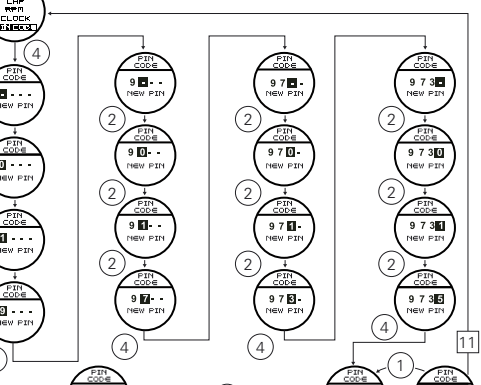 LAP
RPM
CLOCK
PIN CODE
4
PIN
CODE
- - - -
NEW PIN
PIN
CODE
0 - - -
NEW PIN
PIN
CODE
1 - - -
NEW PIN
PIN
CODE
9 - - -
NEW PIN
PIN
CODE
9 - - -
NEW PIN
2
PIN
CODE
9 0 - -
NEW PIN
2
PIN
CODE
9 1 - -
NEW PIN
2
PIN
CODE
9 7 - -
NEW PIN
4
PIN
CODE
9 7 - -
NEW PIN
2
PIN
CODE
9 7 0 -
NEW PIN
2
PIN
CODE
9 7 1 -
NEW PIN
2
PIN
CODE
9 7 3 -
NEW PIN
4
PIN
CODE
9 7 3 -
NEW PIN
2
PIN
CODE
9 7 3 0
NEW PIN
2
PIN
CODE
9 7 3 1
NEW PIN
2
PIN
CODE
9 7 3 5
NEW PIN
4
11
1
PIN
CODE
PIN
CODE
PIN
CODE